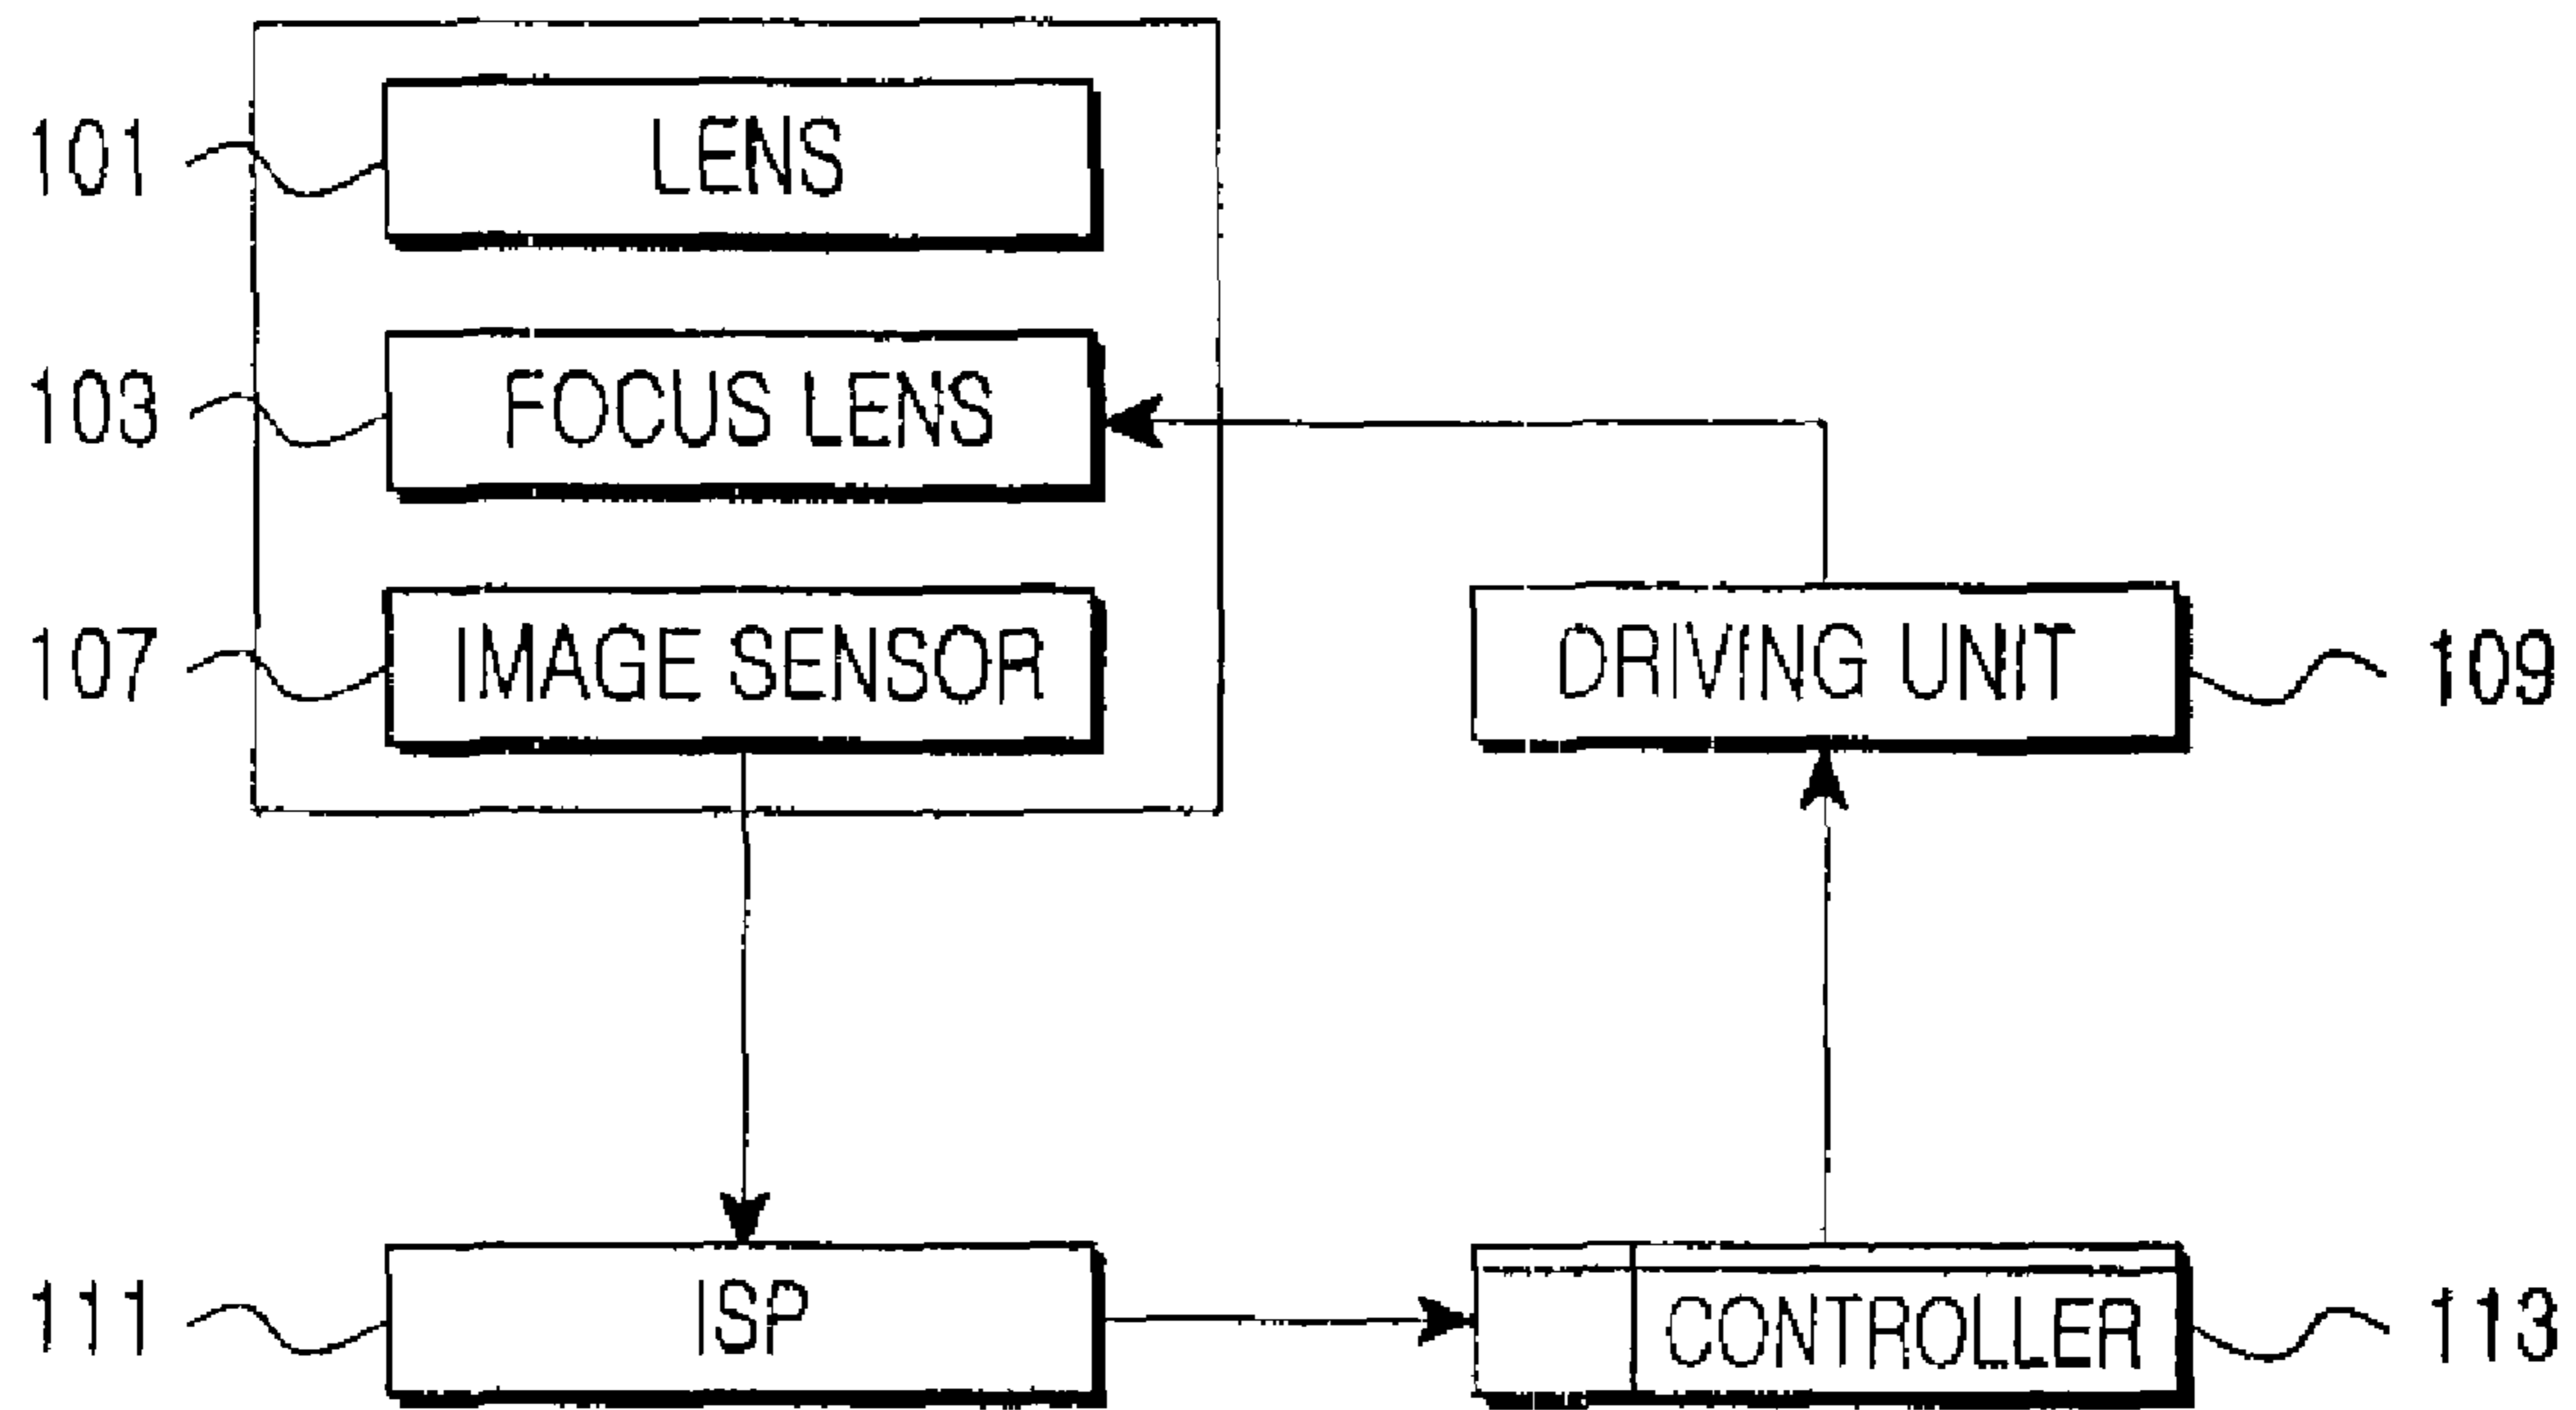 101 LENS
103 FOCUS LENS
107 IMAGE SENSOR
DRIVING UNIT 109
111 ISP
CONTROLLER 113